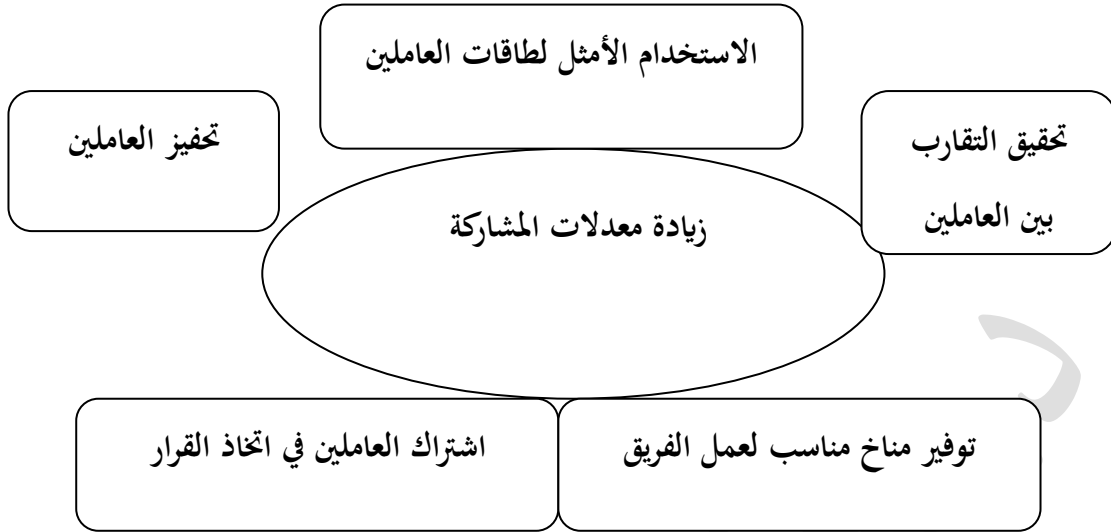 الاستخدام الأمثل لطاقات العاملين
تحقيق التقارب
بين العاملين
تحفيز العاملين
زيادة معدلات المشاركة
توفير مناخ مناسب لعمل الفريق
اشتراك العاملين في اتخاذ القرار